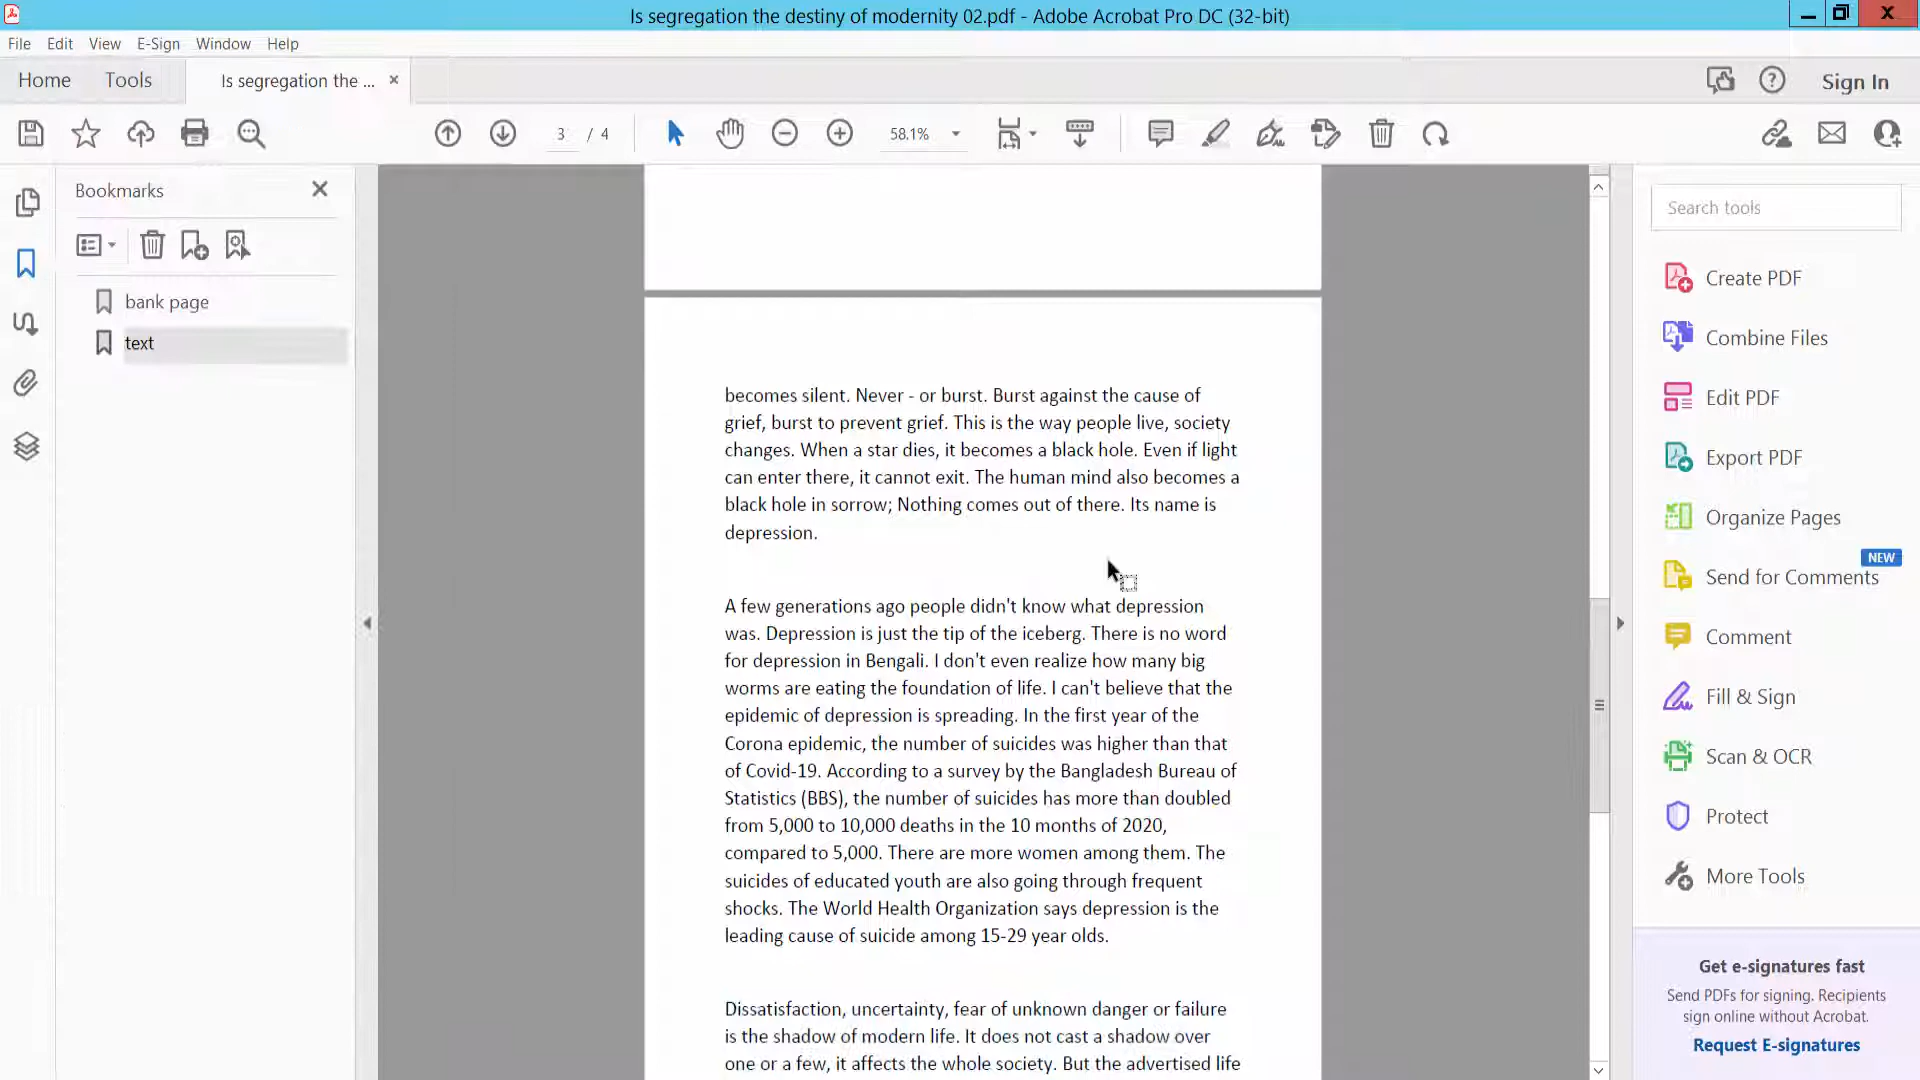 Is segregation the destiny of modernity 02.pdf - Adobe Acrobat Pro DC (32-bit)
File Edit View E-Sign Window Help
Home Tools Is segregation the ... Sign In
3 / 4 58.1%
Bookmarks
bank page
text
becomes silent. Never - or burst. Burst against the cause of
grief, burst to prevent grief. This is the way people live, society
changes. When a star dies, it becomes a black hole. Even if light
can enter there, it cannot exit. The human mind also becomes a
black hole in sorrow; Nothing comes out of there. Its name is
depression.
A few generations ago people didn't know what depression
was. Depression is just the tip of the iceberg. There is no word
for depression in Bengali. I don't even realize how many big
worms are eating the foundation of life. I can't believe that the
epidemic of depression is spreading. In the first year of the
Corona epidemic, the number of suicides was higher than that
of Covid-19. According to a survey by the Bangladesh Bureau of
Statistics (BBS), the number of suicides has more than doubled
from 5,000 to 10,000 deaths in the 10 months of 2020,
compared to 5,000. There are more women among them. The
suicides of educated youth are also going through frequent
shocks. The World Health Organization says depression is the
leading cause of suicide among 15-29 year olds.
Dissatisfaction, uncertainty, fear of unknown danger or failure
is the shadow of modern life. It does not cast a shadow over
one or a few, it affects the whole society. But the advertised life
Search tools
Create PDF
Combine Files
Edit PDF
Export PDF
Organize Pages
NEW
Send for Comments
Comment
Fill & Sign
Scan & OCR
Protect
More Tools
Get e-signatures fast
Send PDFs for signing. Recipients
sign online without Acrobat.
Request E-signatures